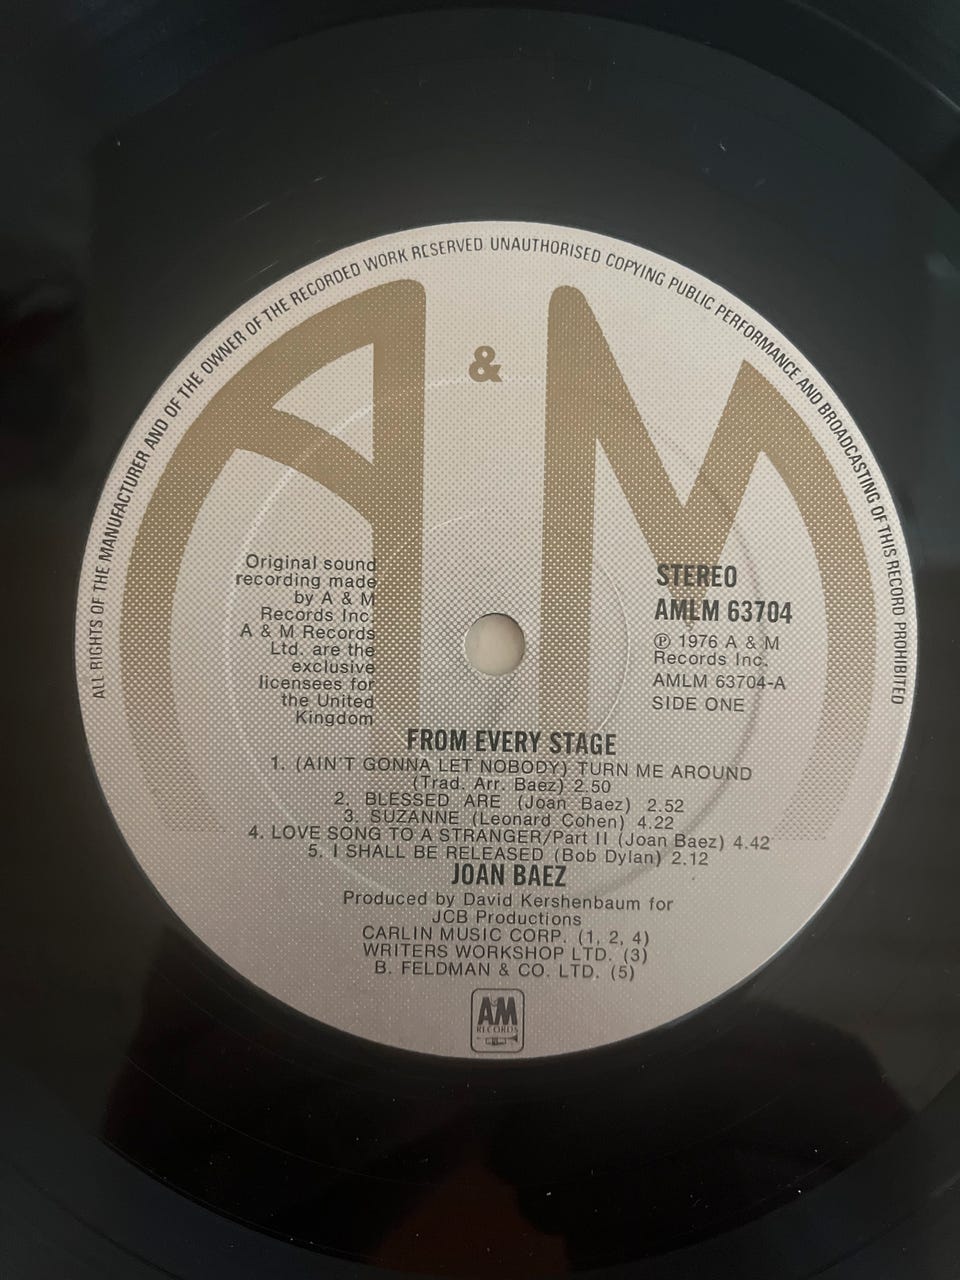 ALL RIGHTS OF THE MANUFACTURER AND OF THE OWNER OF THE RECORDED WORK RESERVED UNAUTHORISED COPYING PUBLIC PERFORMANCE AND BROADCASTING OF THIS RECORD PROHIBITED
A & M
Original sound
recording made
by A & M
Records Inc.
A & M Records
Ltd. are the
exclusive
licensees for
the United
Kingdom
STEREO
AMLM 63704
℗ 1976 A & M
Records Inc.
AMLM 63704-A
SIDE ONE
FROM EVERY STAGE
1. (AIN'T GONNA LET NOBODY) TURN ME AROUND
(Trad. Arr. Baez) 2.50
2. BLESSED ARE (Joan Baez) 2.52
3. SUZANNE (Leonard Cohen) 4.22
4. LOVE SONG TO A STRANGER/Part II (Joan Baez) 4.42
5. I SHALL BE RELEASED (Bob Dylan) 2.12
JOAN BAEZ
Produced by David Kershenbaum for
JCB Productions
CARLIN MUSIC CORP. (1, 2, 4)
WRITERS WORKSHOP LTD. (3)
B. FELDMAN & CO. LTD. (5)
AM
RECORDS